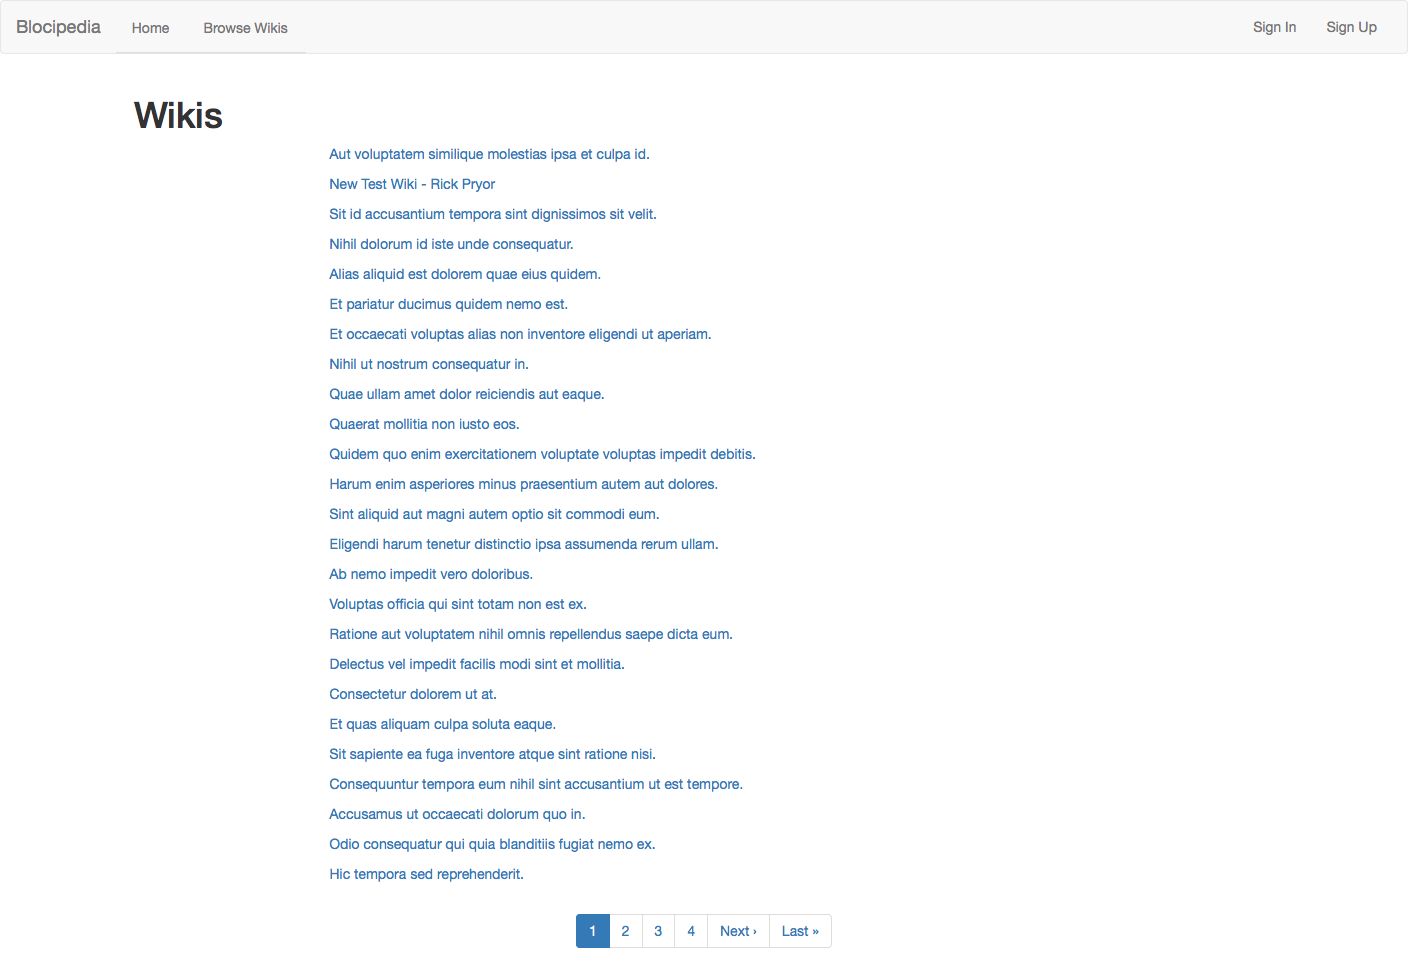 Blocipedia Home Browse Wikis Sign In Sign Up
Wikis
Aut voluptatem similique molestias ipsa et culpa id.
New Test Wiki - Rick Pryor
Sit id accusantium tempora sint dignissimos sit velit.
Nihil dolorum id iste unde consequatur.
Alias aliquid est dolorem quae eius quidem.
Et pariatur ducimus quidem nemo est.
Et occaecati voluptas alias non inventore eligendi ut aperiam.
Nihil ut nostrum consequatur in.
Quae ullam amet dolor reiciendis aut eaque.
Quaerat mollitia non iusto eos.
Quidem quo enim exercitationem voluptate voluptas impedit debitis.
Harum enim asperiores minus praesentium autem aut dolores.
Sint aliquid aut magni autem optio sit commodi eum.
Eligendi harum tenetur distinctio ipsa assumenda rerum ullam.
Ab nemo impedit vero doloribus.
Voluptas officia qui sint totam non est ex.
Ratione aut voluptatem nihil omnis repellendus saepe dicta eum.
Delectus vel impedit facilis modi sint et mollitia.
Consectetur dolorem ut at.
Et quas aliquam culpa soluta eaque.
Sit sapiente ea fuga inventore atque sint ratione nisi.
Consequuntur tempora eum nihil sint accusantium ut est tempore.
Accusamus ut occaecati dolorum quo in.
Odio consequatur qui quia blanditiis fugiat nemo ex.
Hic tempora sed reprehenderit.
1 2 3 4 Next › Last »